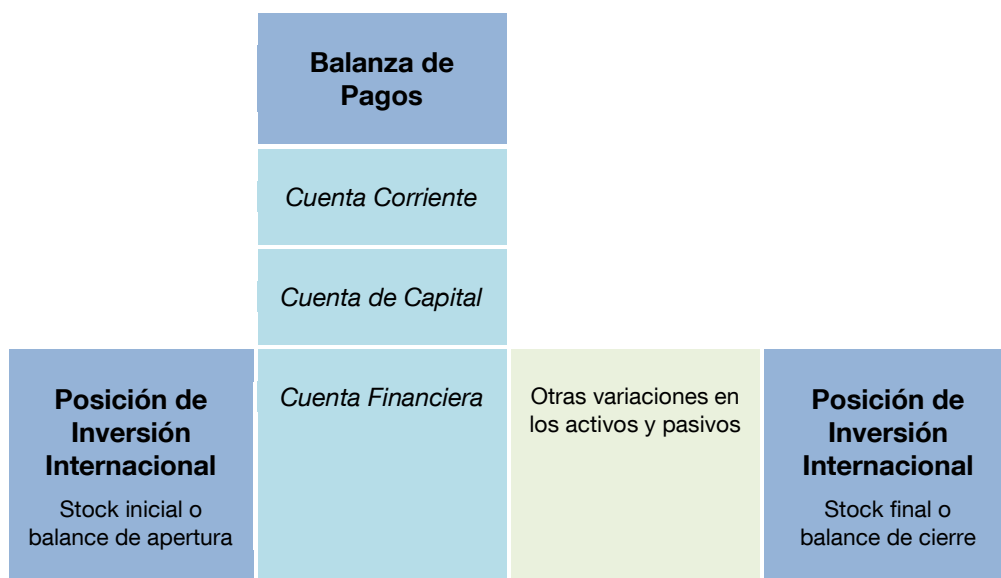 Balanza de
Pagos
Cuenta Corriente
Cuenta de Capital
Posición de
Inversión
Internacional
Stock inicial o
balance de apertura
Cuenta Financiera
Otras variaciones en
los activos y pasivos
Posición de
Inversión
Internacional
Stock final o
balance de cierre